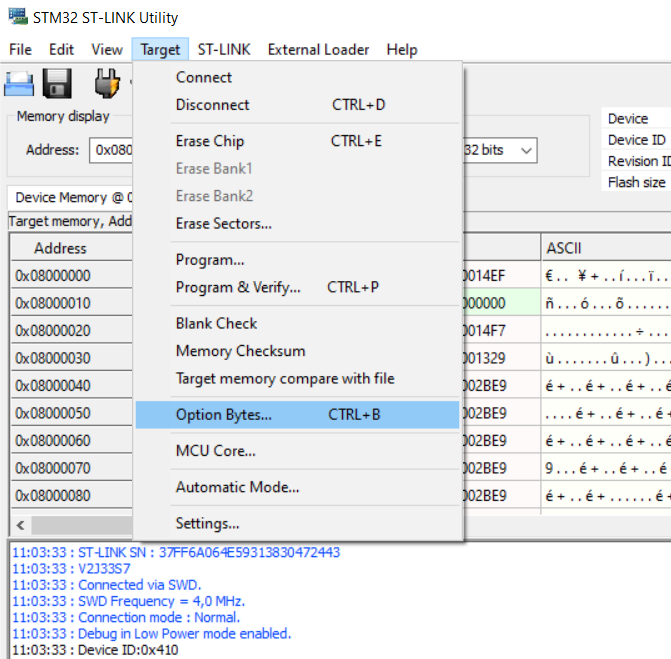 STM32 ST-LINK Utility
File Edit View Target ST-LINK External Loader Help
Connect
Disconnect CTRL+D
Erase Chip CTRL+E
Erase Bank1
Erase Bank2
Erase Sectors...
Program...
Program & Verify... CTRL+P
Blank Check
Memory Checksum
Target memory compare with file
Option Bytes... CTRL+B
MCU Core...
Automatic Mode...
Settings...
Memory display
Address: 0x080
32 bits
Device
Device ID
Revision ID
Flash size
Device Memory @ 0
Target memory, Add
Address ASCII
0x08000000 0014EF €.. ¥+..í...ï..
0x08000010 000000 ñ...ó...õ......
0x08000020 0014F7 ............÷...
0x08000030 001329 ù.......û...)...
0x08000040 002BE9 é+..é+..é+..é+
0x08000050 002BE9 ....é+..é+..é+
0x08000060 002BE9 é+..é+..é+..é+
0x08000070 002BE9 9...é+..é+..é
0x08000080 002BE9 é+..é+......é+
11:03:33 : ST-LINK SN : 37FF6A064E59313830472443
11:03:33 : V2J33S7
11:03:33 : Connected via SWD.
11:03:33 : SWD Frequency = 4,0 MHz.
11:03:33 : Connection mode : Normal.
11:03:33 : Debug in Low Power mode enabled.
11:03:33 : Device ID:0x410